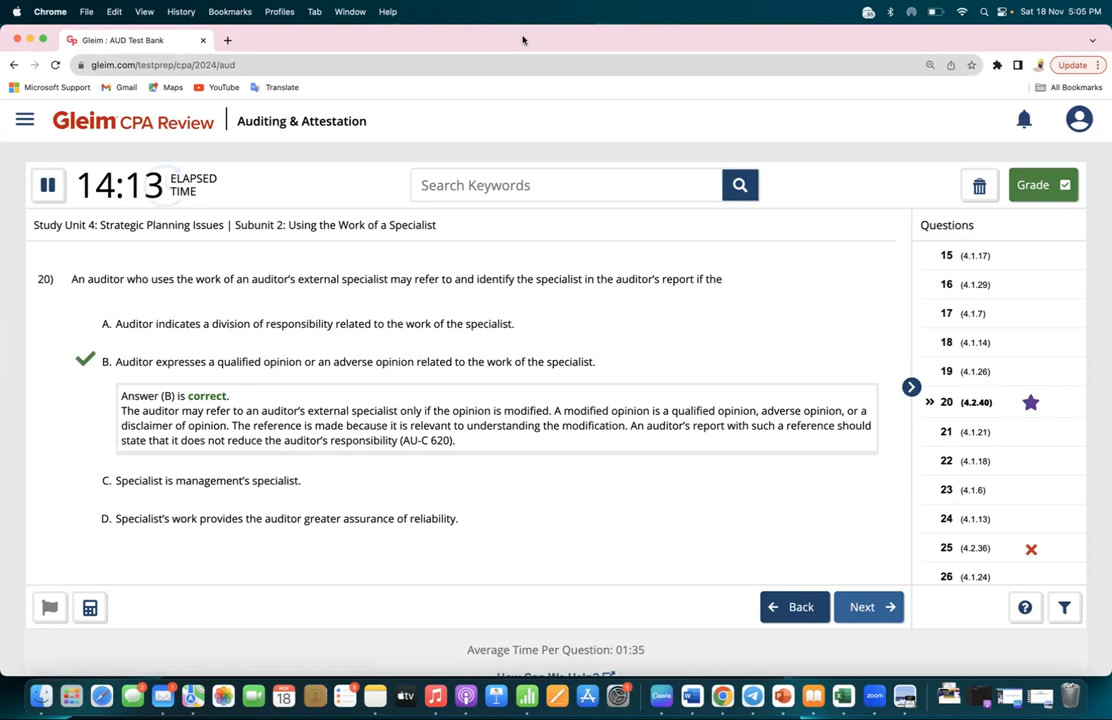 Chrome File Edit View History Bookmarks Profiles Tab Window Help Sat 18 Nov 5:05 PM
Gp Gleim : AUD Test Bank
gleim.com/testprep/cpa/2024/aud Update
Microsoft Support Gmail Maps YouTube Translate All Bookmarks
Gleim CPA Review Auditing & Attestation
14:13 ELAPSED TIME Search Keywords Grade
Study Unit 4: Strategic Planning Issues | Subunit 2: Using the Work of a Specialist
20) An auditor who uses the work of an auditor's external specialist may refer to and identify the specialist in the auditor's report if the
A. Auditor indicates a division of responsibility related to the work of the specialist.
B. Auditor expresses a qualified opinion or an adverse opinion related to the work of the specialist.
Answer (B) is correct.
The auditor may refer to an auditor's external specialist only if the opinion is modified. A modified opinion is a qualified opinion, adverse opinion, or a
disclaimer of opinion. The reference is made because it is relevant to understanding the modification. An auditor's report with such a reference should
state that it does not reduce the auditor's responsibility (AU-C 620).
C. Specialist is management's specialist.
D. Specialist's work provides the auditor greater assurance of reliability.
Questions
15 (4.1.17)
16 (4.1.29)
17 (4.1.7)
18 (4.1.14)
19 (4.1.26)
» 20 (4.2.40)
21 (4.1.21)
22 (4.1.18)
23 (4.1.6)
24 (4.1.13)
25 (4.2.36)
26 (4.1.24)
Back Next
Average Time Per Question: 01:35
How Can We Help?
NOV
18
tv
Canva
zoom